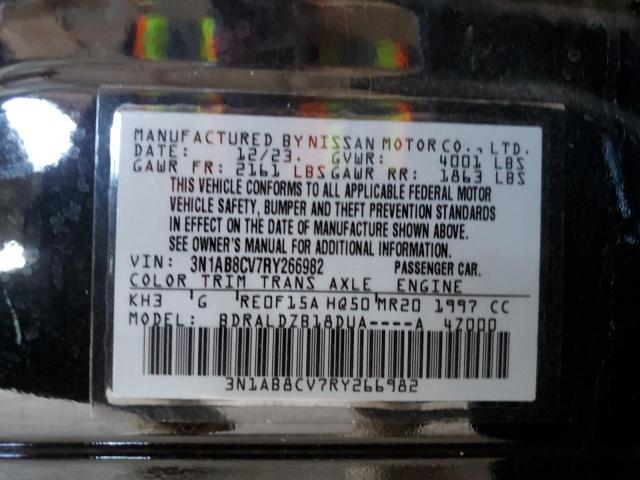 MANUFACTURED BY NISSAN MOTOR CO., LTD.
DATE: 12/23. GVWR: 4001 LBS
GAWR FR: 2161 LBS GAWR RR: 1863 LBS
THIS VEHICLE CONFORMS TO ALL APPLICABLE FEDERAL MOTOR
VEHICLE SAFETY, BUMPER AND THEFT PREVENTION STANDARDS
IN EFFECT ON THE DATE OF MANUFACTURE SHOWN ABOVE.
SEE OWNER'S MANUAL FOR ADDITIONAL INFORMATION.
VIN: 3N1AB8CV7RY266982 PASSENGER CAR.
COLOR TRIM TRANS AXLE ENGINE
KH3 G RE0F15A HQ50 MR20 1997 CC
MODEL: BDRALDZB18DUA----A 47000
3N1AB8CV7RY266982